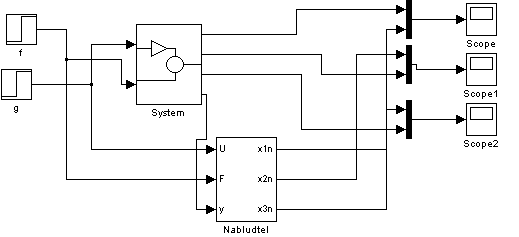 f
g
System
Scope
Scope1
Scope2
U
F
y
x1n
x2n
x3n
Nabludtel